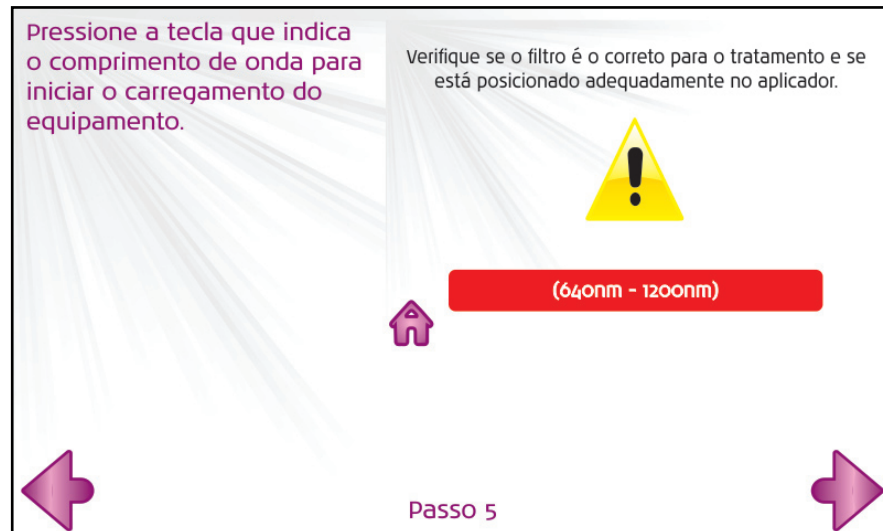 Pressione a tecla que indica
o comprimento de onda para
iniciar o carregamento do
equipamento.
Verifique se o filtro é o correto para o tratamento e se
está posicionado adequadamente no aplicador.
(640nm - 1200nm)
Passo 5